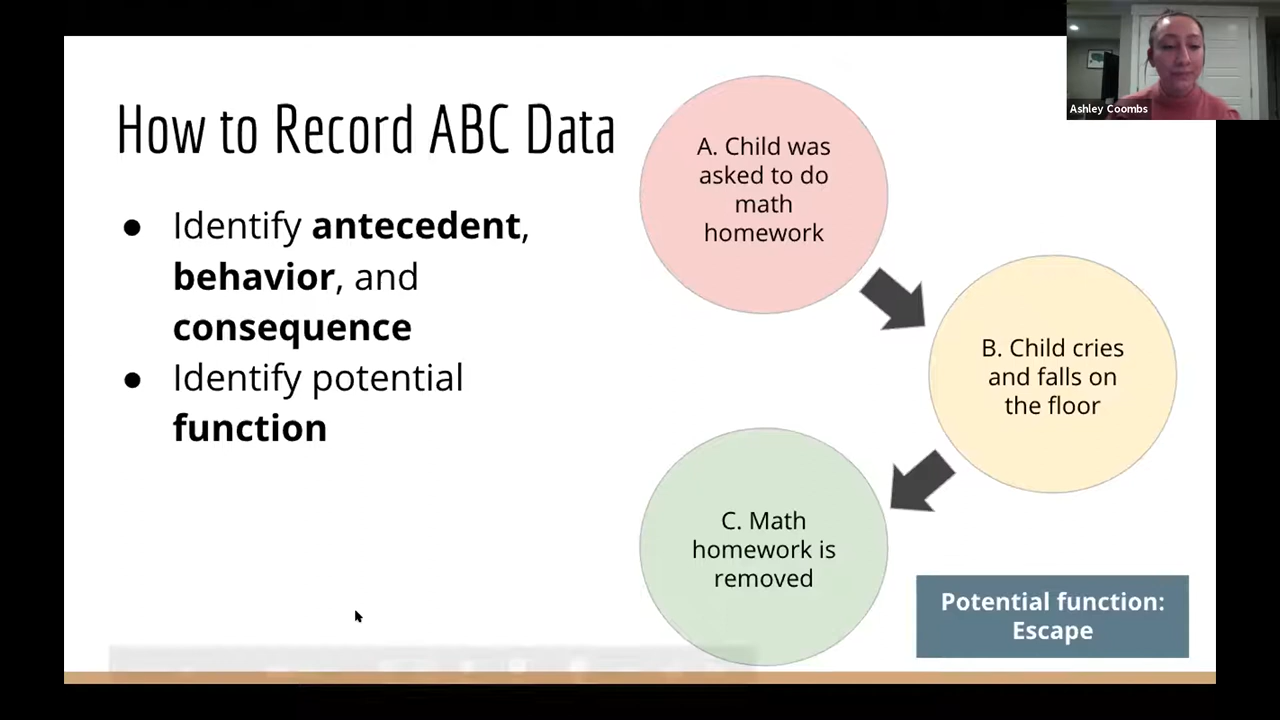 How to Record ABC Data
● Identify antecedent,
behavior, and
consequence
● Identify potential
function
A. Child was
asked to do
math
homework
B. Child cries
and falls on
the floor
C. Math
homework is
removed
Potential function:
Escape
Ashley Coombs